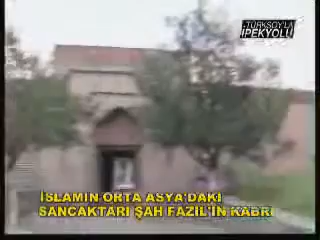 -TÜRKSOY'LA
İPEKYOLU
İSLAMIN ORTA ASYA'DAKİ
SANCAKTARI ŞAH FAZIL'IN KABRİ